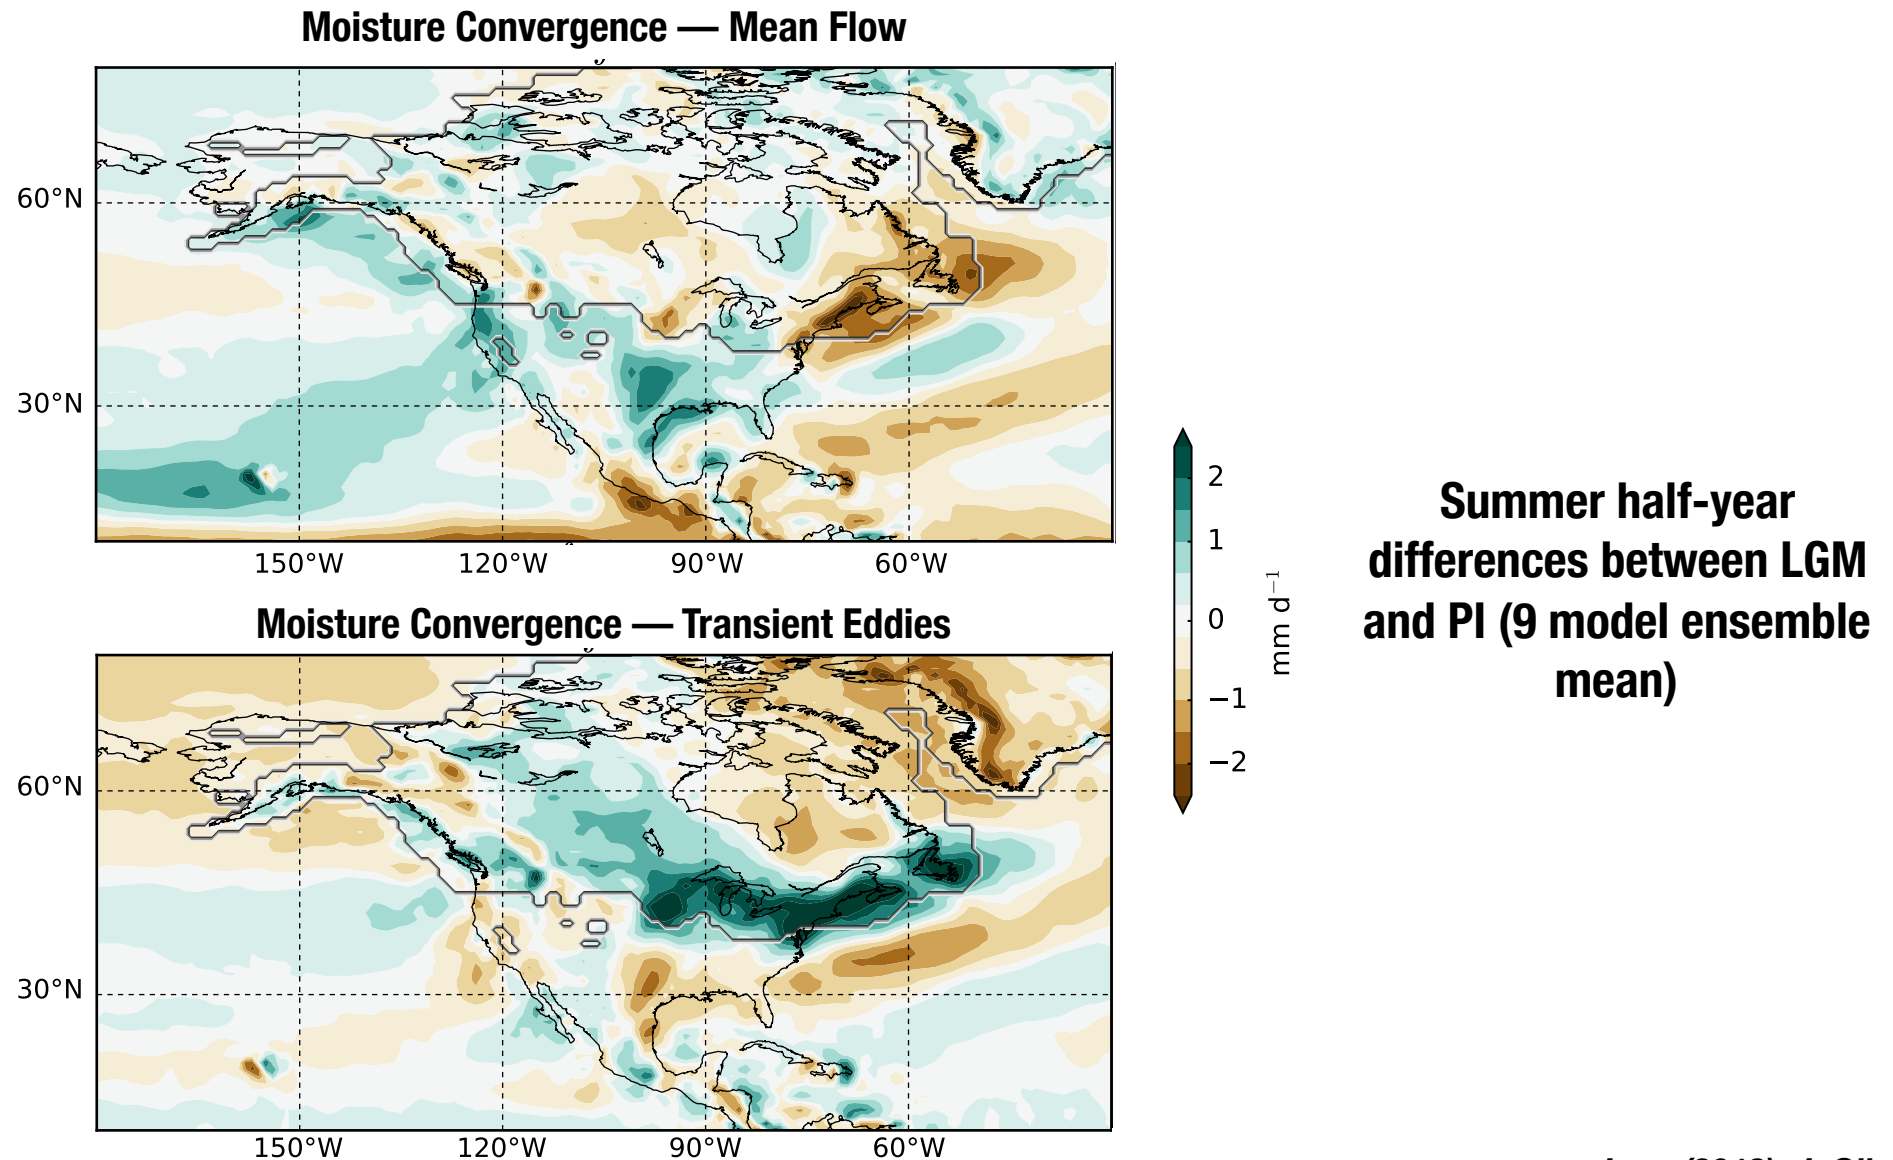 Moisture Convergence — Mean Flow
60°N
30°N
150°W 120°W 90°W 60°W
Moisture Convergence — Transient Eddies
60°N
30°N
150°W 120°W 90°W 60°W
2
1
0
−1
−2
mm d⁻¹
Summer half-year
differences between LGM
and PI (9 model ensemble
mean)